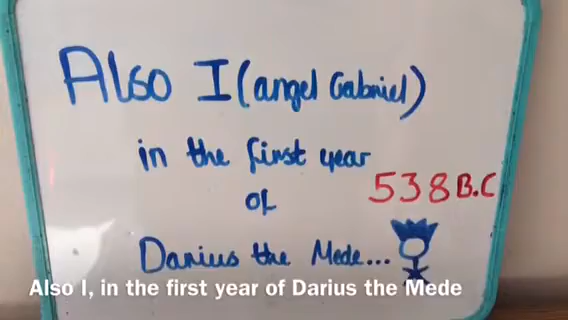 Also I (angel Gabriel)
in the first year
538 B.C
of
Darius the Mede...
Also I, in the first year of Darius the Mede